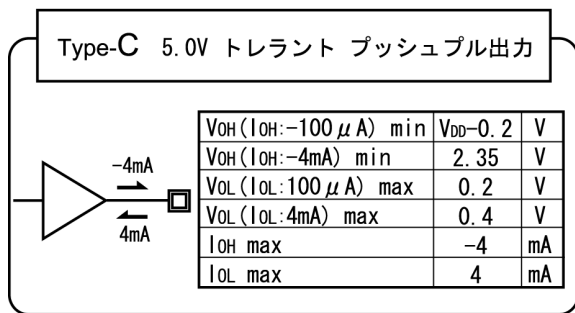 Type-C 5.0V トレラント プッシュプル出力
-4mA
4mA
VOH(IOH:-100μA) min VDD-0.2 V
VOH(IOH:-4mA) min 2.35 V
VOL(IOL:100μA) max 0.2 V
VOL(IOL:4mA) max 0.4 V
IOH max -4 mA
IOL max 4 mA